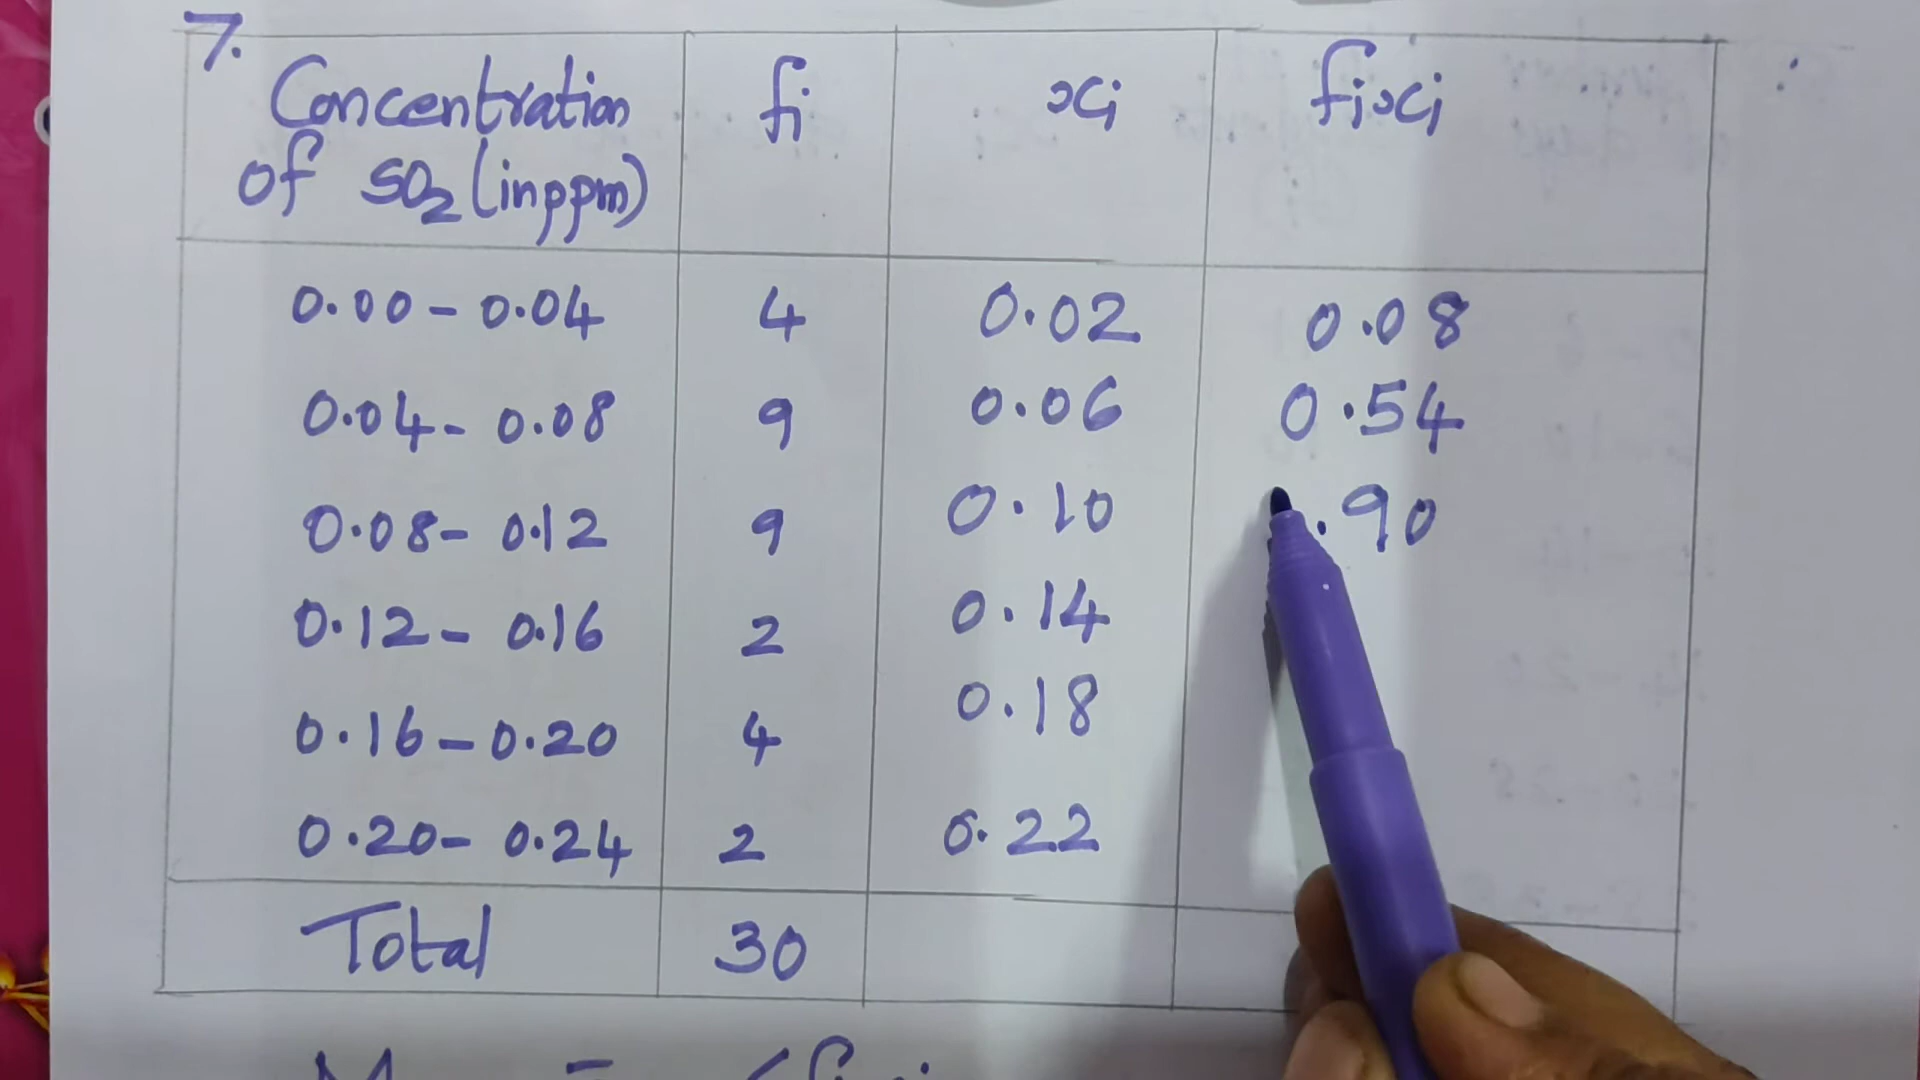 7.
Concentration of SO2 (in ppm) fi xi fixi
0.00 - 0.04 4 0.02 0.08
0.04 - 0.08 9 0.06 0.54
0.08 - 0.12 9 0.10 .90
0.12 - 0.16 2 0.14
0.16 - 0.20 4 0.18
0.20 - 0.24 2 0.22
Total 30